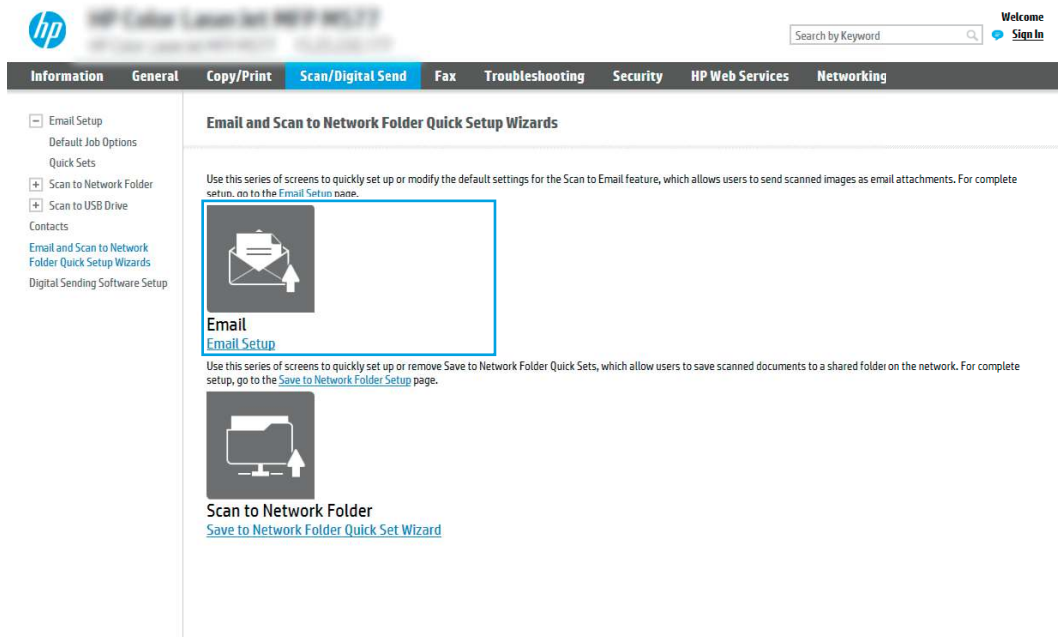 hp
HP Color LaserJet MFP M577
Welcome
Search by Keyword
Sign In
Information General Copy/Print Scan/Digital Send Fax Troubleshooting Security HP Web Services Networking
Email Setup
Default Job Options
Quick Sets
Scan to Network Folder
Scan to USB Drive
Contacts
Email and Scan to Network
Folder Quick Setup Wizards
Digital Sending Software Setup
Email and Scan to Network Folder Quick Setup Wizards
Use this series of screens to quickly set up or modify the default settings for the Scan to Email feature, which allows users to send scanned images as email attachments. For complete
setup, go to the Email Setup page.
Email
Email Setup
Use this series of screens to quickly set up or remove Save to Network Folder Quick Sets, which allow users to save scanned documents to a shared folder on the network. For complete
setup, go to the Save to Network Folder Setup page.
Scan to Network Folder
Save to Network Folder Quick Set Wizard